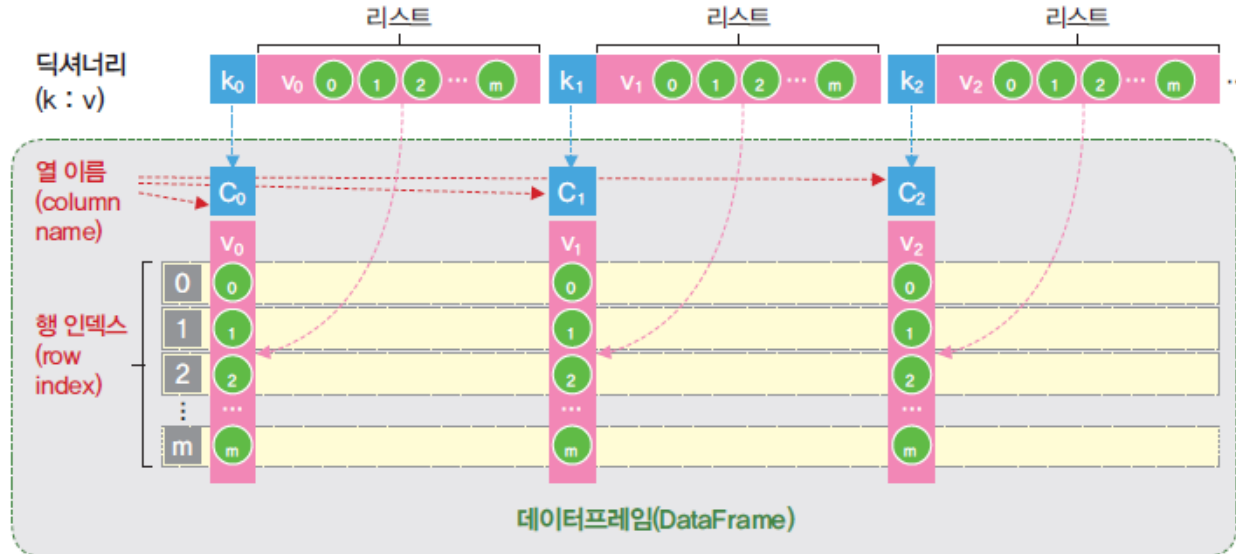 리스트 리스트 리스트
딕셔너리 k₀ v₀ 0 1 2 ··· m k₁ v₁ 0 1 2 ··· m k₂ v₂ 0 1 2 ··· m ···
(k : v)
열 이름
(column
name)
C₀ C₁ C₂
v₀ v₁ v₂
0 0 0 0
행 인덱스
(row
index)
1 1 1 1
2 2 2 2
⋮ ··· ··· ···
m m m m
데이터프레임(DataFrame)